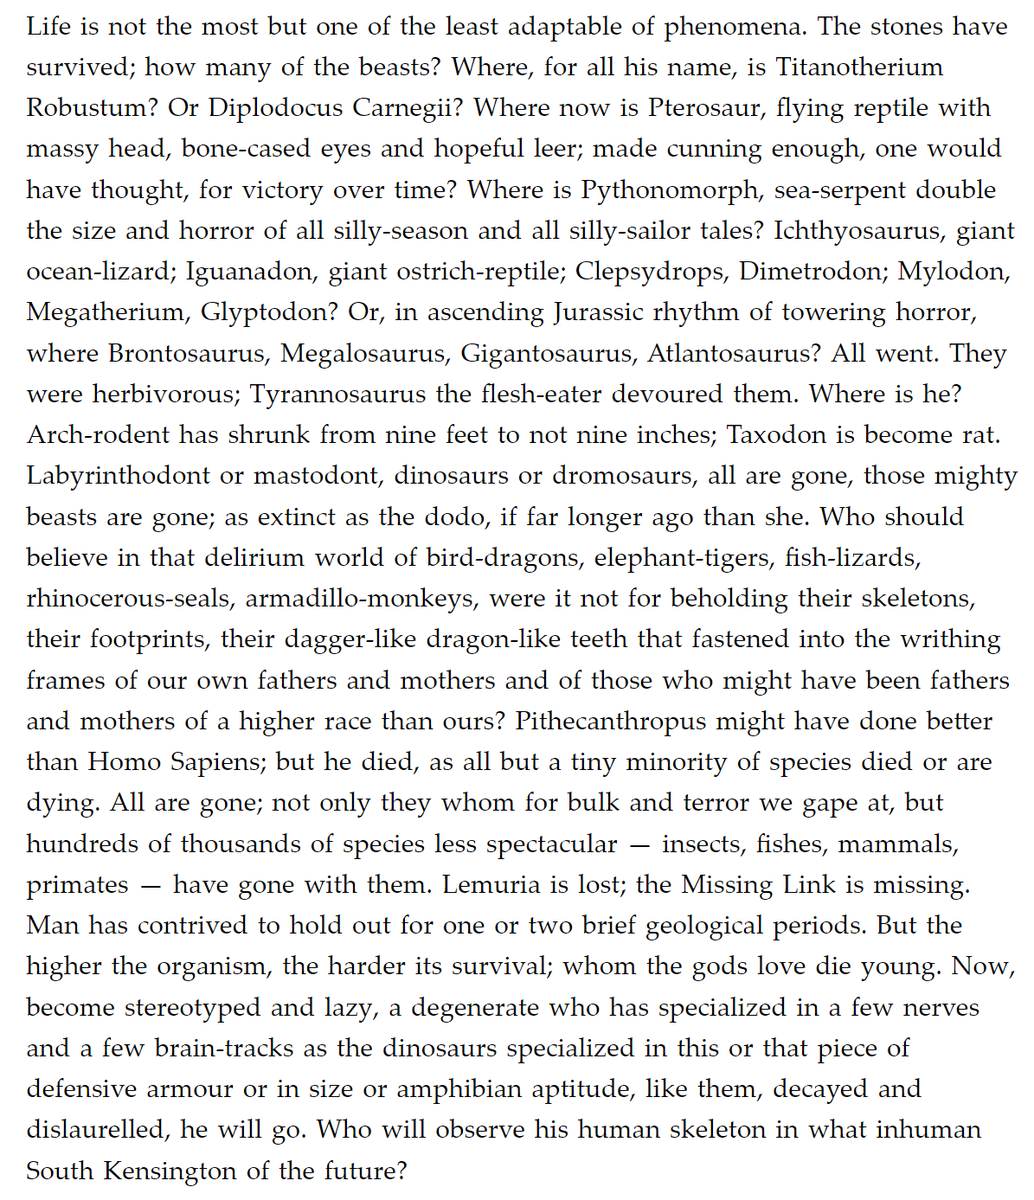 Life is not the most but one of the least adaptable of phenomena. The stones have
survived; how many of the beasts? Where, for all his name, is Titanotherium
Robustum? Or Diplodocus Carnegii? Where now is Pterosaur, flying reptile with
massy head, bone-cased eyes and hopeful leer; made cunning enough, one would
have thought, for victory over time? Where is Pythonomorph, sea-serpent double
the size and horror of all silly-season and all silly-sailor tales? Ichthyosaurus, giant
ocean-lizard; Iguanadon, giant ostrich-reptile; Clepsydrops, Dimetrodon; Mylodon,
Megatherium, Glyptodon? Or, in ascending Jurassic rhythm of towering horror,
where Brontosaurus, Megalosaurus, Gigantosaurus, Atlantosaurus? All went. They
were herbivorous; Tyrannosaurus the flesh-eater devoured them. Where is he?
Arch-rodent has shrunk from nine feet to not nine inches; Taxodon is become rat.
Labyrinthodont or mastodont, dinosaurs or dromosaurs, all are gone, those mighty
beasts are gone; as extinct as the dodo, if far longer ago than she. Who should
believe in that delirium world of bird-dragons, elephant-tigers, fish-lizards,
rhinocerous-seals, armadillo-monkeys, were it not for beholding their skeletons,
their footprints, their dagger-like dragon-like teeth that fastened into the writhing
frames of our own fathers and mothers and of those who might have been fathers
and mothers of a higher race than ours? Pithecanthropus might have done better
than Homo Sapiens; but he died, as all but a tiny minority of species died or are
dying. All are gone; not only they whom for bulk and terror we gape at, but
hundreds of thousands of species less spectacular — insects, fishes, mammals,
primates — have gone with them. Lemuria is lost; the Missing Link is missing.
Man has contrived to hold out for one or two brief geological periods. But the
higher the organism, the harder its survival; whom the gods love die young. Now,
become stereotyped and lazy, a degenerate who has specialized in a few nerves
and a few brain-tracks as the dinosaurs specialized in this or that piece of
defensive armour or in size or amphibian aptitude, like them, decayed and
dislaurelled, he will go. Who will observe his human skeleton in what inhuman
South Kensington of the future?